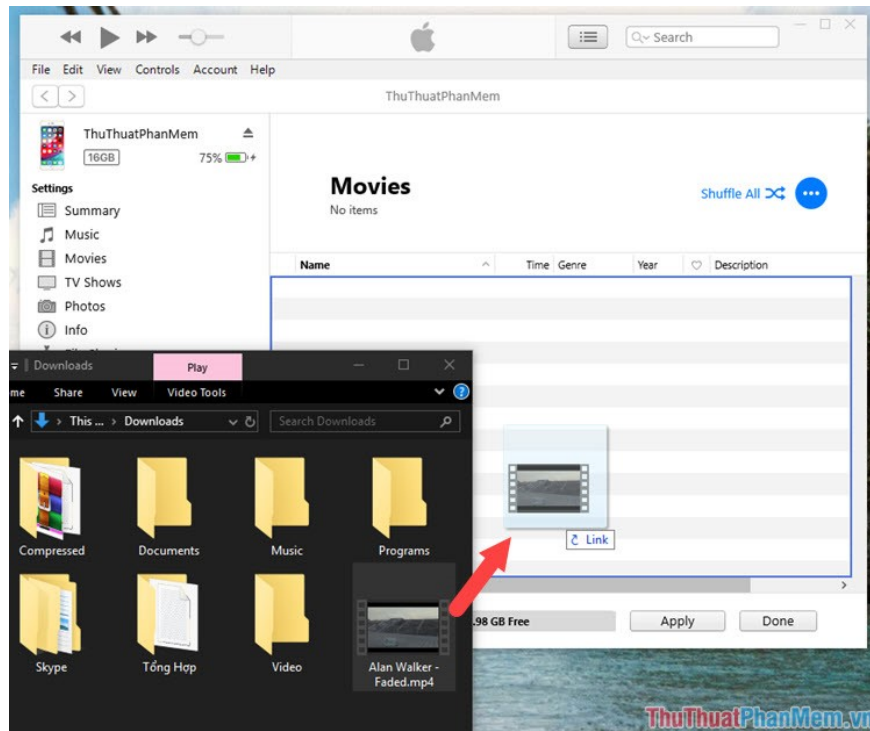 Search
File Edit View Controls Account Help
ThuThuatPhanMem
ThuThuatPhanMem
16GB 75%
Settings
Summary
Music
Movies
TV Shows
Photos
Info
Movies
No items
Shuffle All
Name Time Genre Year Description
Downloads Play
me Share View Video Tools
This ... Downloads Search Downloads
Compressed Documents Music Programs
Skype Tổng Hợp Video Alan Walker -
Faded.mp4
Link
.98 GB Free Apply Done
ThuThuatPhanMem.vn